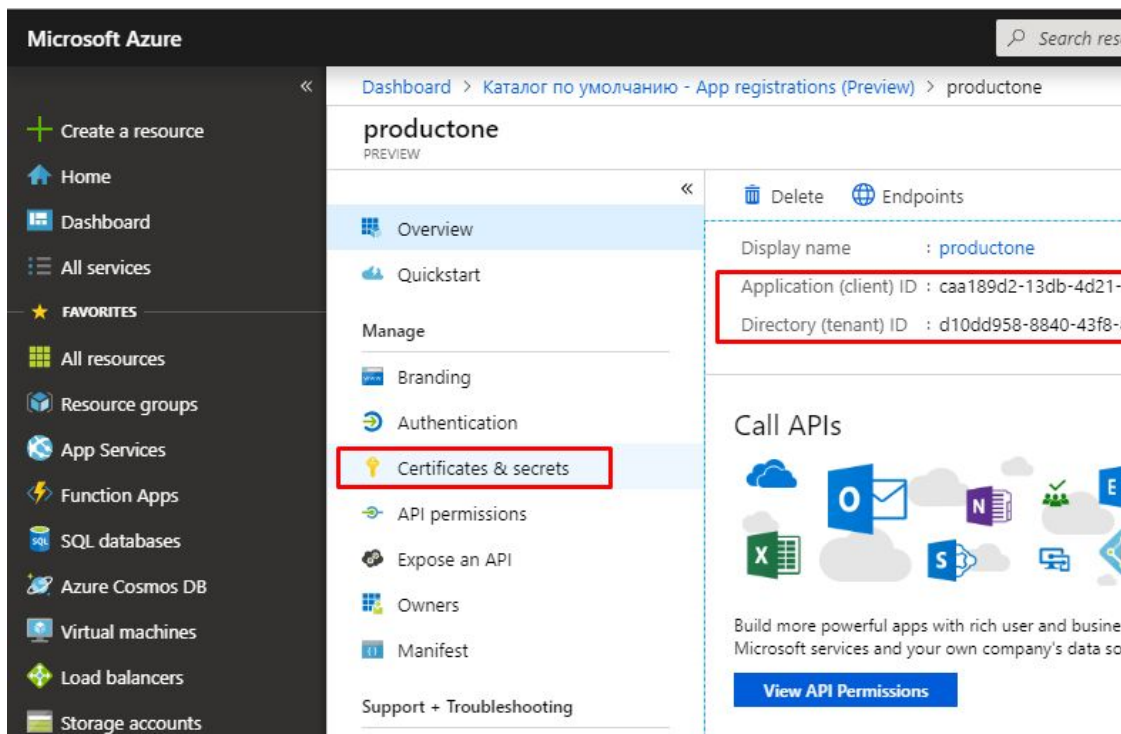 Microsoft Azure
Search res
Dashboard > Каталог по умолчанию - App registrations (Preview) > productone
Create a resource
Home
Dashboard
All services
FAVORITES
All resources
Resource groups
App Services
Function Apps
SQL databases
Azure Cosmos DB
Virtual machines
Load balancers
Storage accounts
productone
PREVIEW
Overview
Quickstart
Manage
Branding
Authentication
Certificates & secrets
API permissions
Expose an API
Owners
Manifest
Support + Troubleshooting
Delete Endpoints
Display name : productone
Application (client) ID : caa189d2-13db-4d21-
Directory (tenant) ID : d10dd958-8840-43f8-
Call APIs
Build more powerful apps with rich user and busine
Microsoft services and your own company's data so
View API Permissions